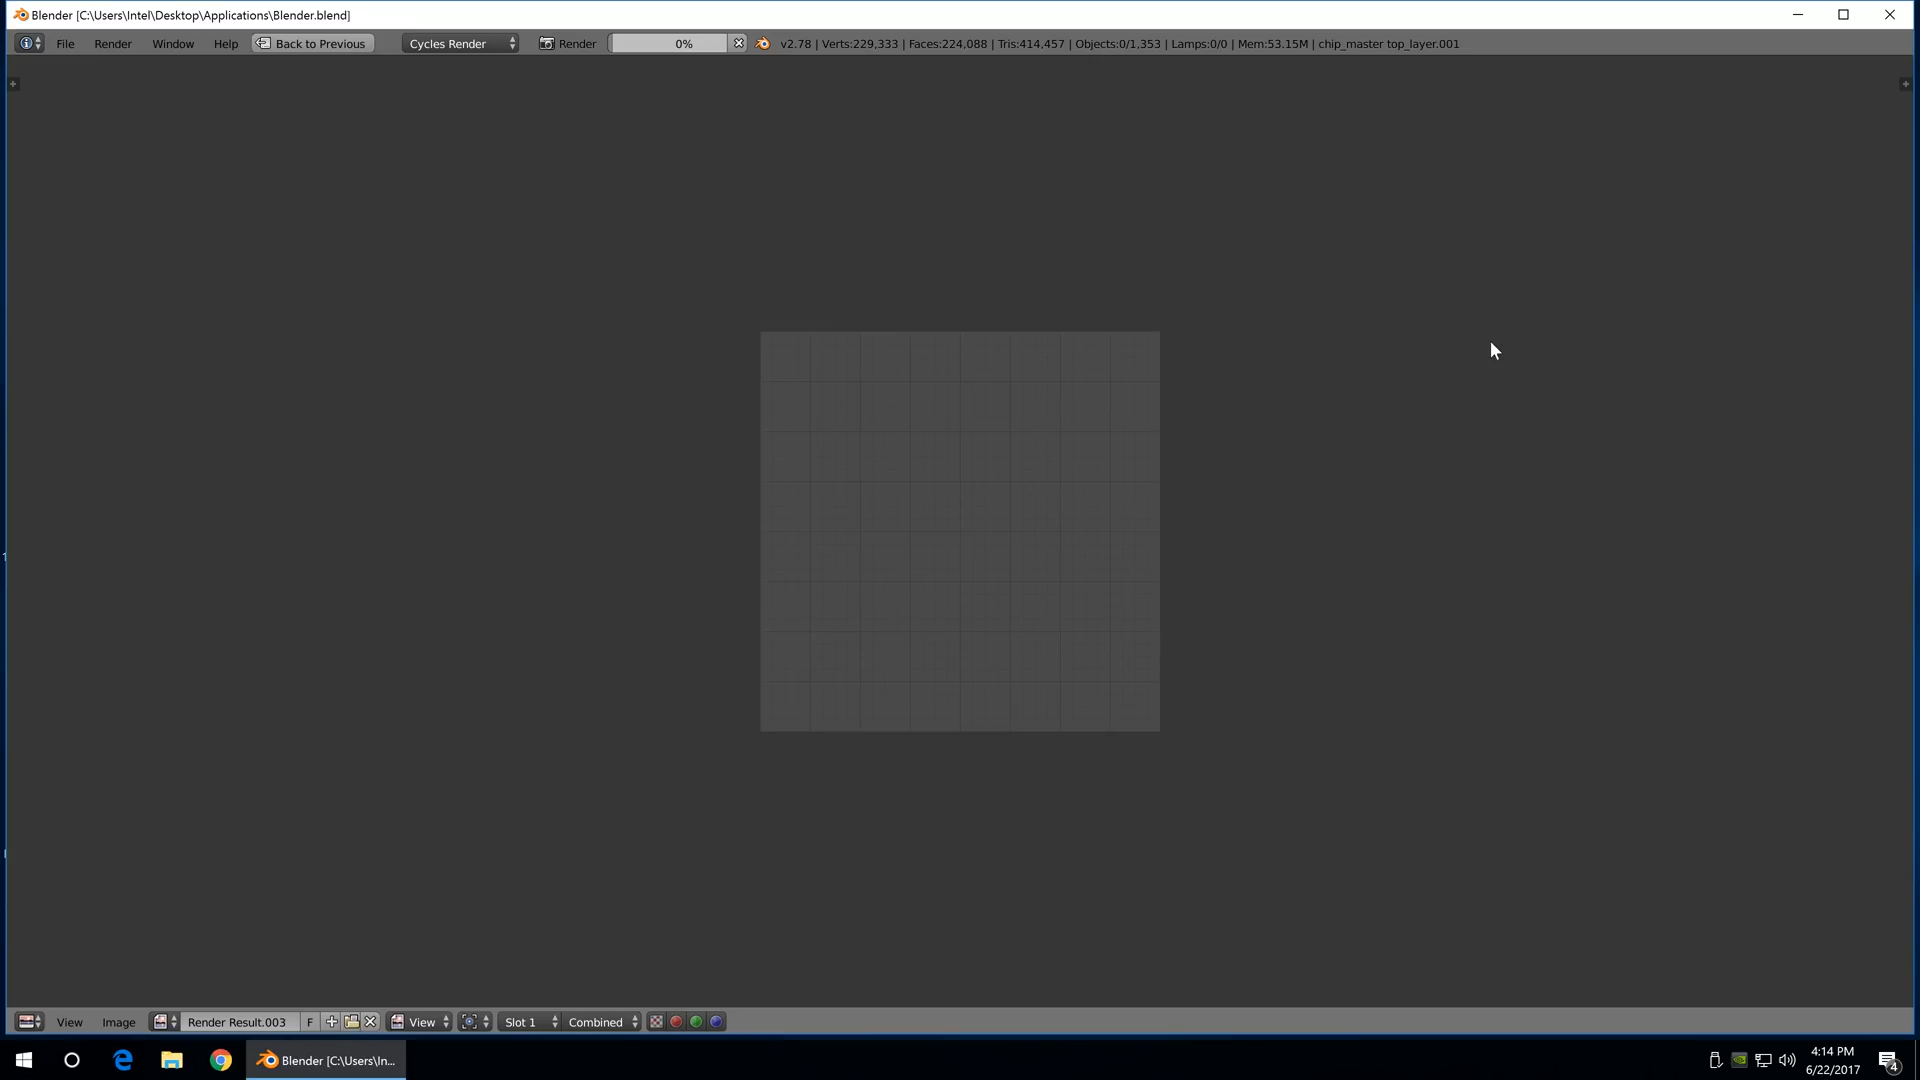 Blender [C:\Users\Intel\Desktop\Applications\Blender.blend]
File Render Window Help Back to Previous Cycles Render Render 0% v2.78 | Verts:229,333 | Faces:224,088 | Tris:414,457 | Objects:0/1,353 | Lamps:0/0 | Mem:53.15M | chip_master top_layer.001
View Image Render Result.003 F View Slot 1 Combined
Blender [C:\Users\In...
4:14 PM
6/22/2017
4